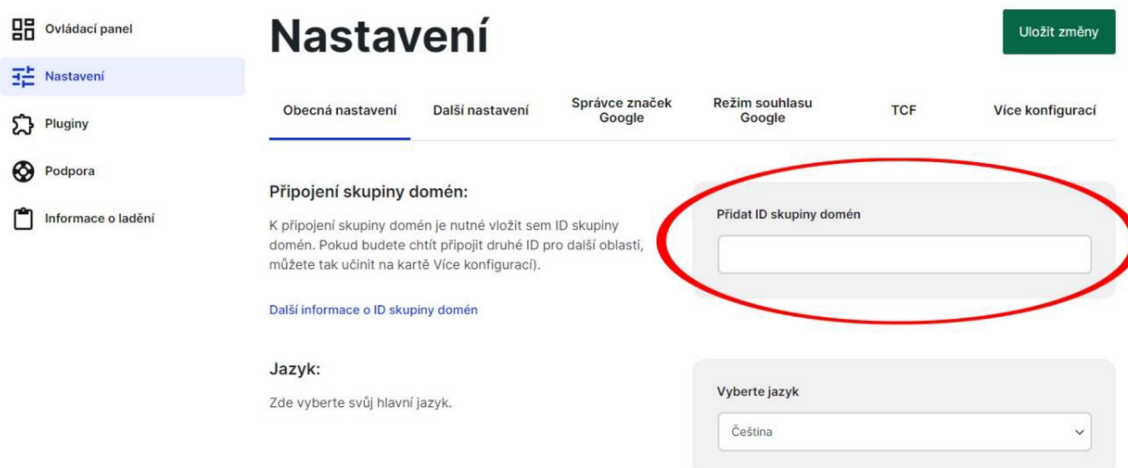 Ovládací panel
Nastavení
Pluginy
Podpora
Informace o ladění
Nastavení
Uložit změny
Obecná nastavení
Další nastavení
Správce značek
Google
Režim souhlasu
Google
TCF
Více konfigurací
Připojení skupiny domén:
K připojení skupiny domén je nutné vložit sem ID skupiny
domén. Pokud budete chtít připojit druhé ID pro další oblasti,
můžete tak učinit na kartě Více konfigurací).
Další informace o ID skupiny domén
Přidat ID skupiny domén
Jazyk:
Zde vyberte svůj hlavní jazyk.
Vyberte jazyk
Čeština